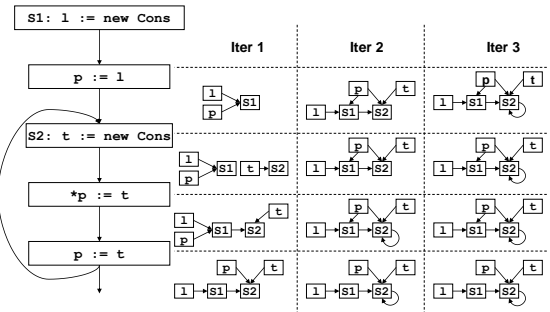 S1: l := new Cons
Iter 1 Iter 2 Iter 3
p := l
p t p t
l S1 l S1 S2 l S1 S2
p
S2: t := new Cons
p t p t
l S1 t S2 l S1 S2 l S1 S2
p
*p := t
t p t p t
l S1 S2 l S1 S2 l S1 S2
p
p := t
p t p t p t
l S1 S2 l S1 S2 l S1 S2